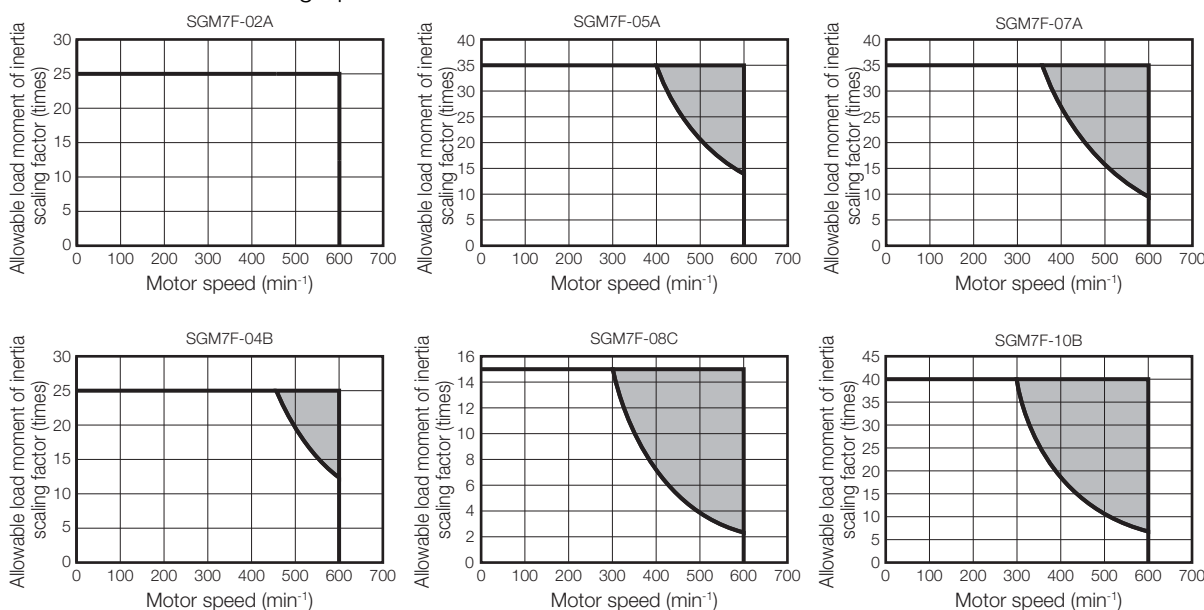 SGM7F-02A
Allowable load moment of inertia
scaling factor (times)
30
25
20
15
10
5
0
0 100 200 300 400 500 600 700
Motor speed (min-1)
SGM7F-05A
Allowable load moment of inertia
scaling factor (times)
40
35
30
25
20
15
10
5
0
0 100 200 300 400 500 600 700
Motor speed (min-1)
SGM7F-07A
Allowable load moment of inertia
scaling factor (times)
40
35
30
25
20
15
10
5
0
0 100 200 300 400 500 600 700
Motor speed (min-1)
SGM7F-04B
Allowable load moment of inertia
scaling factor (times)
30
25
20
15
10
5
0
0 100 200 300 400 500 600 700
Motor speed (min-1)
SGM7F-08C
Allowable load moment of inertia
scaling factor (times)
16
14
12
10
8
6
4
2
0
0 100 200 300 400 500 600 700
Motor speed (min-1)
SGM7F-10B
Allowable load moment of inertia
scaling factor (times)
45
40
35
30
25
20
15
10
5
0
0 100 200 300 400 500 600 700
Motor speed (min-1)